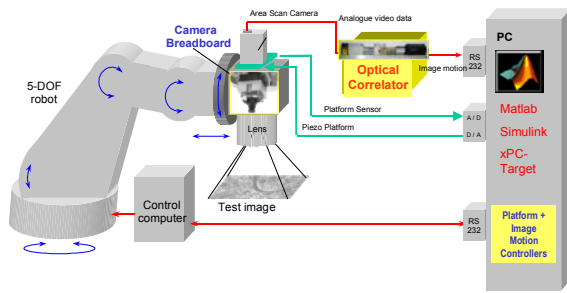 Area Scan Camera
Analogue video data
Camera
Breadboard
PC
5-DOF
robot
Optical
Correlator
Image motion
RS
232
Matlab
Simulink
xPC-
Target
Platform Sensor
A / D
Piezo Platform
D / A
Lens
Test image
Control
computer
RS
232
Platform +
Image
Motion
Controllers